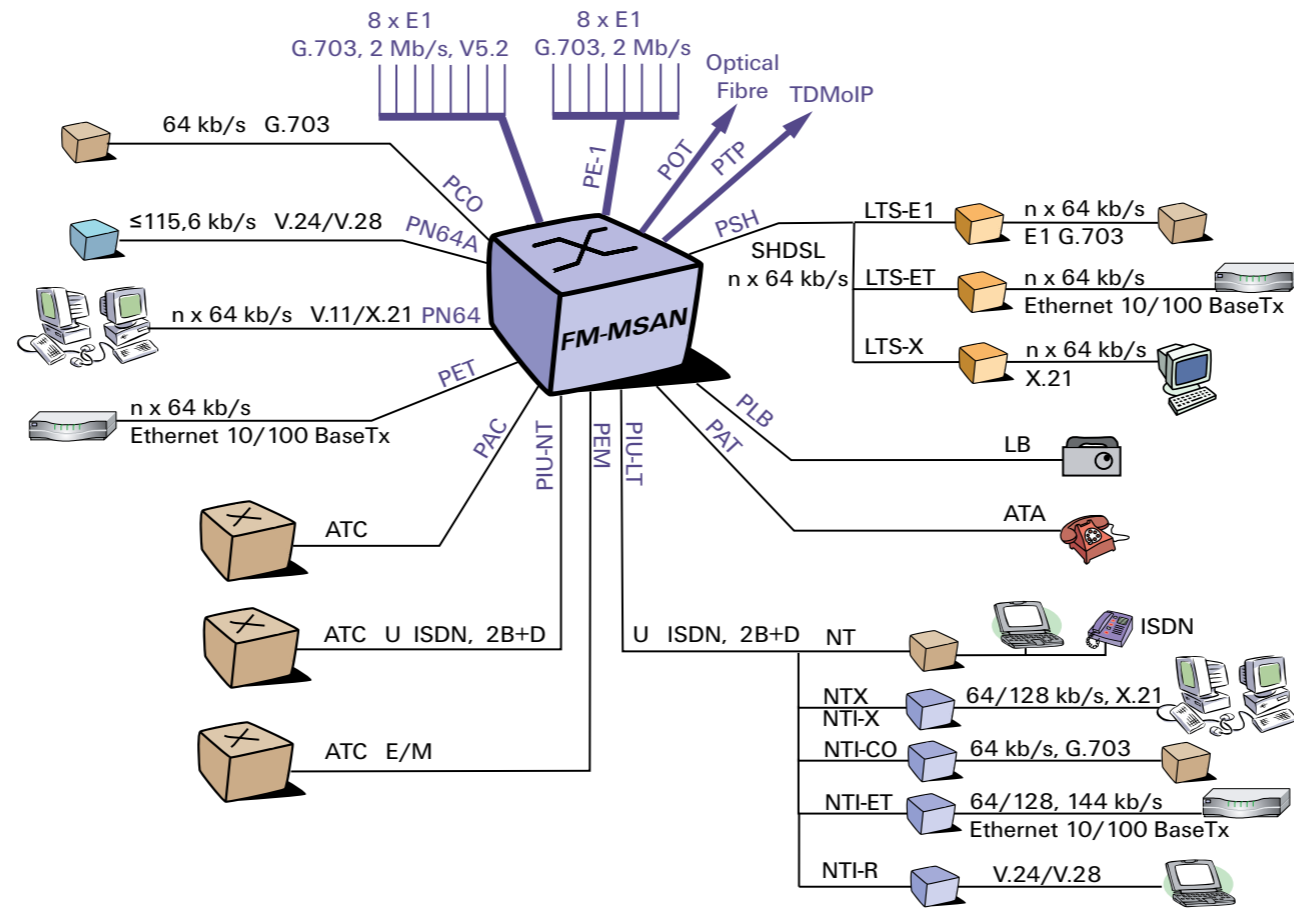 8 x E1
G.703, 2 Mb/s, V5.2
8 x E1
G.703, 2 Mb/s
Optical
Fibre
TDMoIP
PE-1
POT
PTP
64 kb/s G.703
PCO
≤115,6 kb/s V.24/V.28 PN64A
n x 64 kb/s V.11/X.21 PN64
PET
n x 64 kb/s
Ethernet 10/100 BaseTx
FM-MSAN
PSH
SHDSL
n x 64 kb/s
LTS-E1
n x 64 kb/s
E1 G.703
LTS-ET
n x 64 kb/s
Ethernet 10/100 BaseTx
LTS-X
n x 64 kb/s
X.21
PAC
PIU-NT
PEM
PIU-LT
PAT
PLB
LB
ATA
ATC
ATC U ISDN, 2B+D
ATC E/M
U ISDN, 2B+D
NT
ISDN
NTX
NTI-X
64/128 kb/s, X.21
NTI-CO
64 kb/s, G.703
NTI-ET
64/128, 144 kb/s
Ethernet 10/100 BaseTx
NTI-R
V.24/V.28